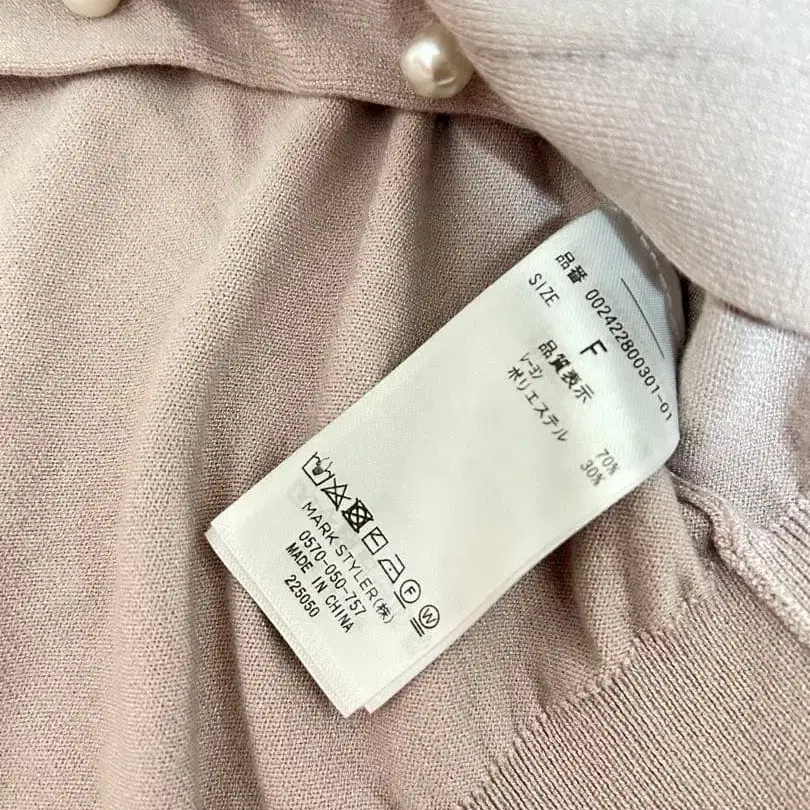 品番 002422800301-01
SIZE F
品質表示
レーヨン 70%
ポリエステル 30%
MARK STYLER(株)
0570-050-757
MADE IN CHINA
225050